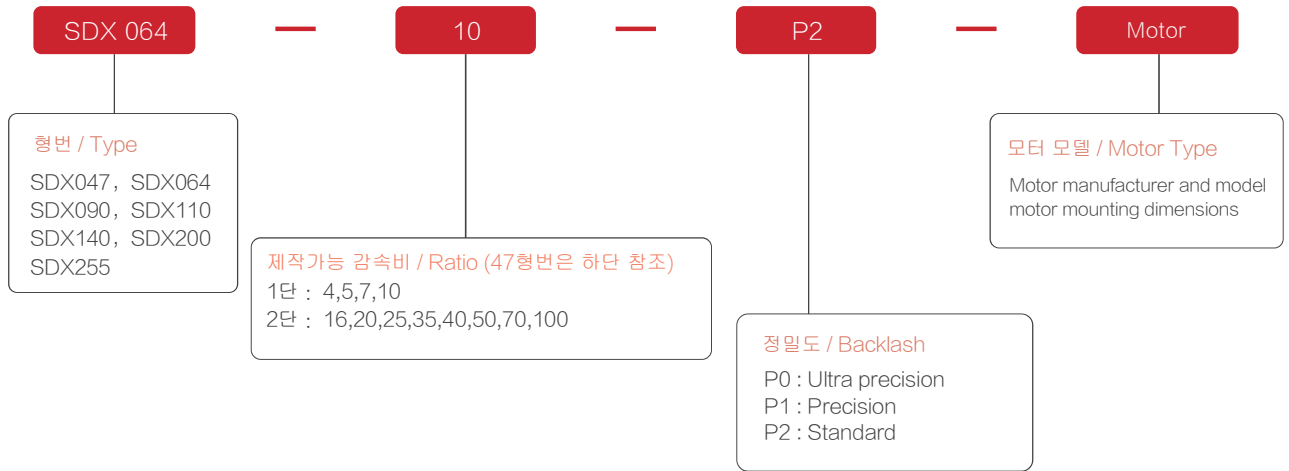 SDX 064 — 10 — P2 — Motor
형번 / Type
SDX047, SDX064
SDX090, SDX110
SDX140, SDX200
SDX255
제작가능 감속비 / Ratio (47형번은 하단 참조)
1단 : 4,5,7,10
2단 : 16,20,25,35,40,50,70,100
정밀도 / Backlash
P0 : Ultra precision
P1 : Precision
P2 : Standard
모터 모델 / Motor Type
Motor manufacturer and model
motor mounting dimensions